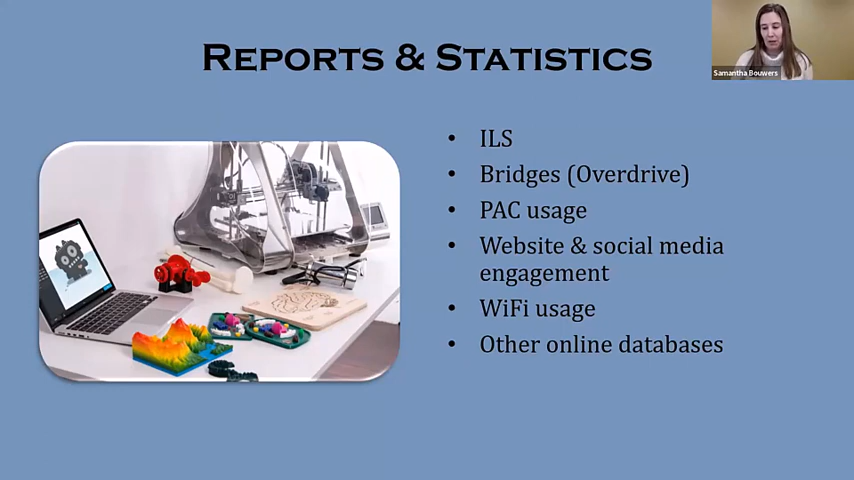 REPORTS & STATISTICS
Samantha Bouwers
• ILS
• Bridges (Overdrive)
• PAC usage
• Website & social media
engagement
• WiFi usage
• Other online databases